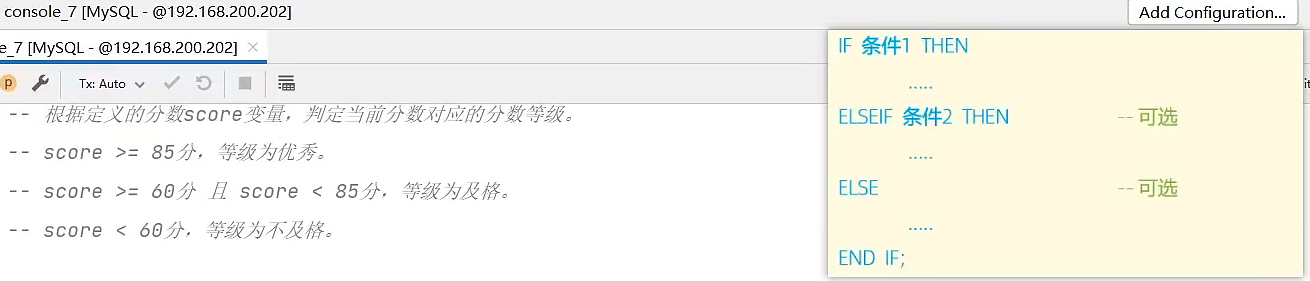 console_7 [MySQL - @192.168.200.202]
Add Configuration...
e_7 [MySQL - @192.168.200.202]
p
Tx: Auto
-- 根据定义的分数score变量，判定当前分数对应的分数等级。
-- score >= 85分，等级为优秀。
-- score >= 60分 且 score < 85分，等级为及格。
-- score < 60分，等级为不及格。
IF 条件1 THEN
.....
ELSEIF 条件2 THEN -- 可选
.....
ELSE -- 可选
.....
END IF;